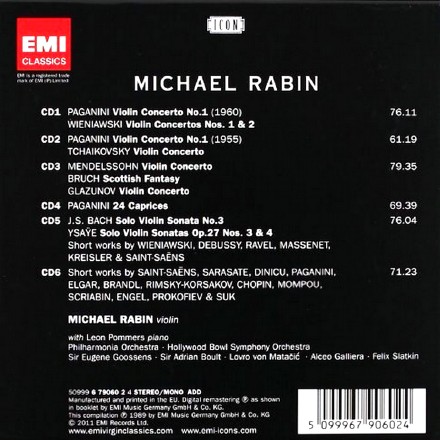 EMI
CLASSICS
EMI is a registered trade
mark of EMI (IP) Limited
ICON
MICHAEL RABIN
CD1 PAGANINI Violin Concerto No.1 (1960) 76.11
WIENIAWSKI Violin Concertos Nos. 1 & 2
CD2 PAGANINI Violin Concerto No.1 (1955) 61.19
TCHAIKOVSKY Violin Concerto
CD3 MENDELSSOHN Violin Concerto 79.35
BRUCH Scottish Fantasy
GLAZUNOV Violin Concerto
CD4 PAGANINI 24 Caprices 69.39
CD5 J.S. BACH Solo Violin Sonata No.3 76.04
YSAŸE Solo Violin Sonatas Op.27 Nos. 3 & 4
Short works by WIENIAWSKI, DEBUSSY, RAVEL, MASSENET,
KREISLER & SAINT-SAËNS
CD6 Short works by SAINT-SAËNS, SARASATE, DINICU, PAGANINI, 71.23
ELGAR, BRANDL, RIMSKY-KORSAKOV, CHOPIN, MOMPOU,
SCRIABIN, ENGEL, PROKOFIEV & SUK
MICHAEL RABIN violin
with Leon Pommers piano
Philharmonia Orchestra · Hollywood Bowl Symphony Orchestra
Sir Eugene Goossens · Sir Adrian Boult · Lovro von Matačić · Alceo Galliera · Felix Slatkin
50999 6 79060 2 4 STEREO/MONO ADD
Manufactured and printed in the EU. Digital remastering ℗ as shown
in booklet by EMI Music Germany GmbH & Co. KG.
This compilation ℗ 1989 by EMI Music Germany GmbH & Co. KG
© 2011 EMI Records Ltd.
www.emivirginclassics.com www.emi-icons.com
5 099967 906024